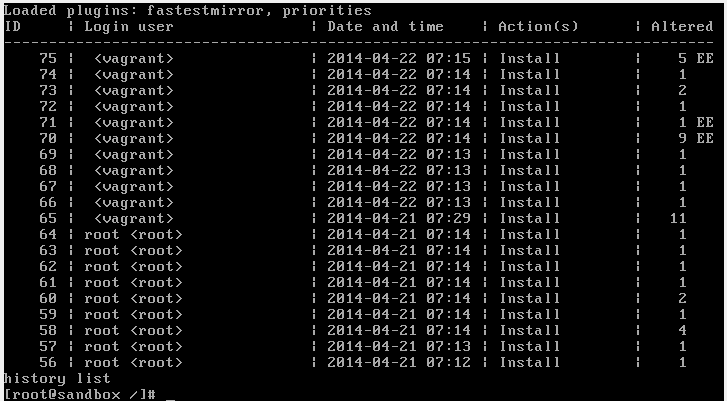 Loaded plugins: fastestmirror, priorities
ID     | Login user               | Date and time    | Action(s)      | Altered
-------------------------------------------------------------------------------
    75 |  <vagrant>               | 2014-04-22 07:15 | Install        |    5 EE
    74 |  <vagrant>               | 2014-04-22 07:14 | Install        |    1
    73 |  <vagrant>               | 2014-04-22 07:14 | Install        |    2
    72 |  <vagrant>               | 2014-04-22 07:14 | Install        |    1
    71 |  <vagrant>               | 2014-04-22 07:14 | Install        |    1 EE
    70 |  <vagrant>               | 2014-04-22 07:14 | Install        |    9 EE
    69 |  <vagrant>               | 2014-04-22 07:13 | Install        |    1
    68 |  <vagrant>               | 2014-04-22 07:13 | Install        |    1
    67 |  <vagrant>               | 2014-04-22 07:13 | Install        |    1
    66 |  <vagrant>               | 2014-04-22 07:13 | Install        |    1
    65 |  <vagrant>               | 2014-04-21 07:29 | Install        |   11
    64 | root <root>              | 2014-04-21 07:14 | Install        |    1
    63 | root <root>              | 2014-04-21 07:14 | Install        |    1
    62 | root <root>              | 2014-04-21 07:14 | Install        |    1
    61 | root <root>              | 2014-04-21 07:14 | Install        |    1
    60 | root <root>              | 2014-04-21 07:14 | Install        |    2
    59 | root <root>              | 2014-04-21 07:14 | Install        |    1
    58 | root <root>              | 2014-04-21 07:14 | Install        |    4
    57 | root <root>              | 2014-04-21 07:13 | Install        |    1
    56 | root <root>              | 2014-04-21 07:12 | Install        |    1
history list
[root@sandbox /]# _